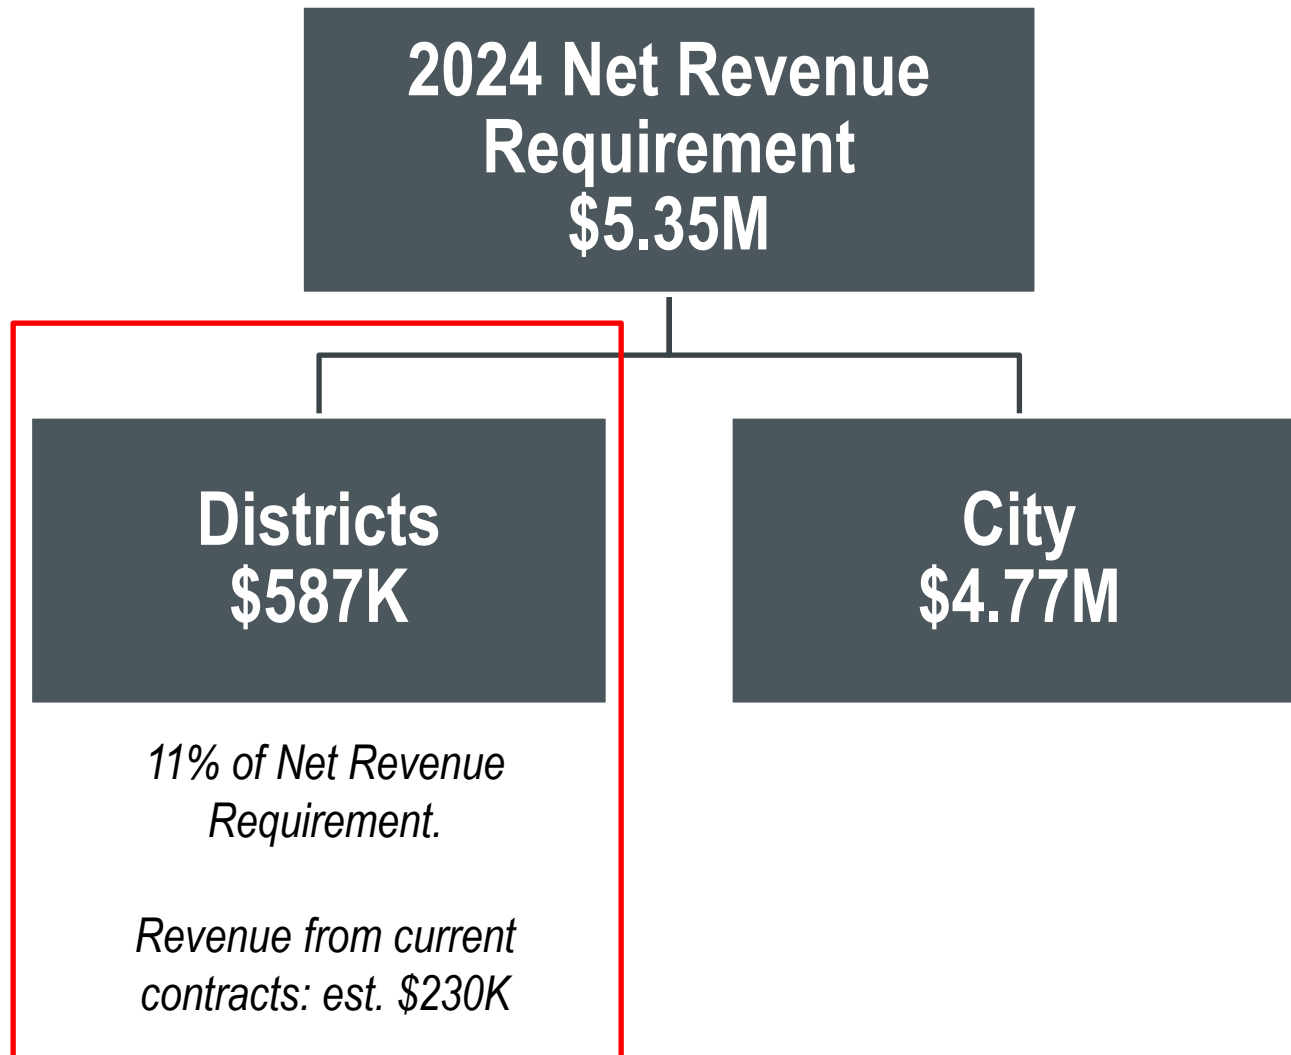 2024 Net Revenue
Requirement
$5.35M
Districts
$587K
City
$4.77M
11% of Net Revenue
Requirement.
Revenue from current
contracts: est. $230K